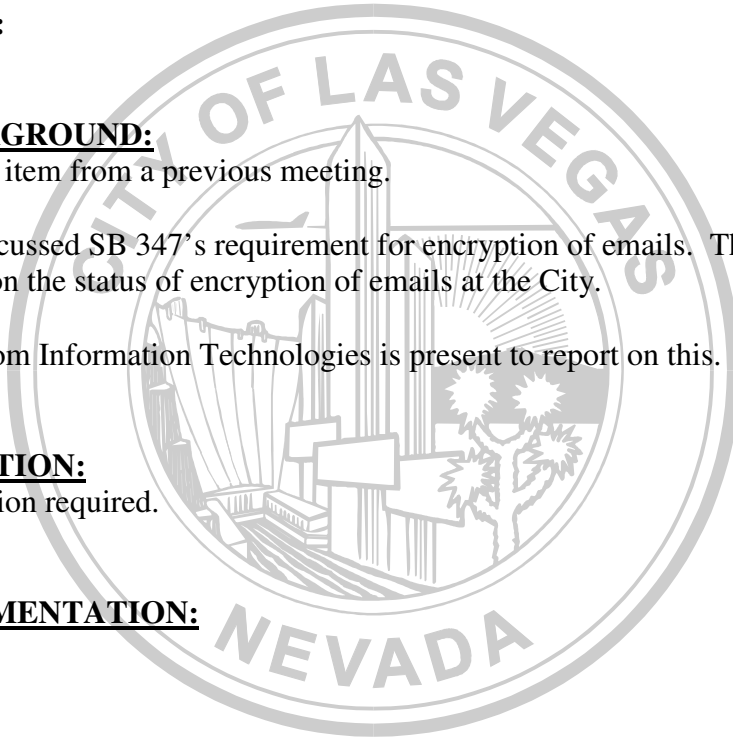 :
GROUND:
item from a previous meeting.
cussed SB 347’s requirement for encryption of emails. Th
on the status of encryption of emails at the City.
om Information Technologies is present to report on this.
TION:
ion required.
MENTATION:
CITY OF LAS VEGAS
NEVADA